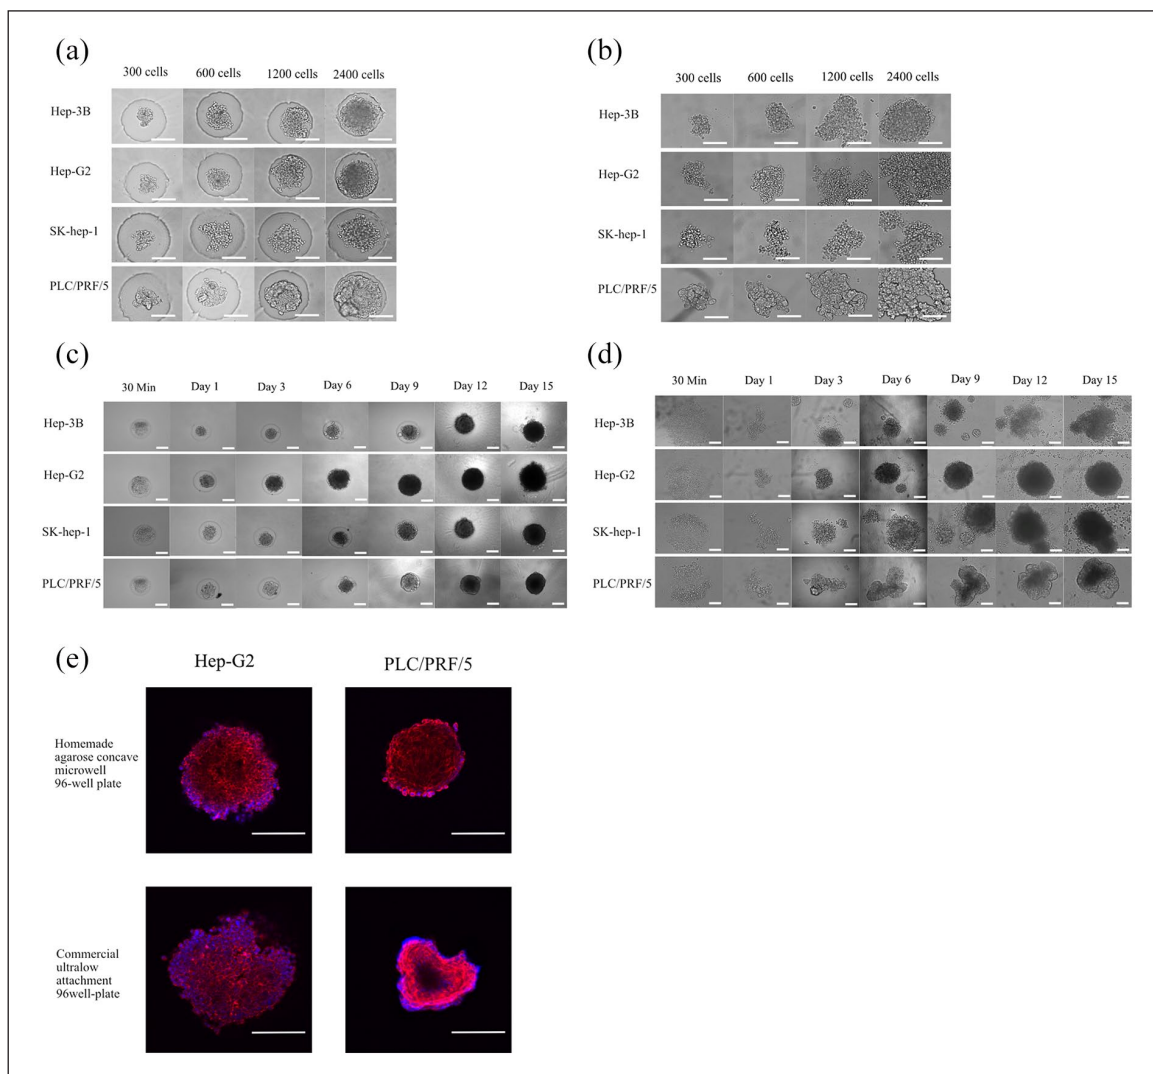 (a)
300 cells 600 cells 1200 cells 2400 cells
Hep-3B
Hep-G2
SK-hep-1
PLC/PRF/5
(b)
300 cells 600 cells 1200 cells 2400 cells
Hep-3B
Hep-G2
SK-hep-1
PLC/PRF/5
(c)
30 Min Day 1 Day 3 Day 6 Day 9 Day 12 Day 15
Hep-3B
Hep-G2
SK-hep-1
PLC/PRF/5
(d)
30 Min Day 1 Day 3 Day 6 Day 9 Day 12 Day 15
Hep-3B
Hep-G2
SK-hep-1
PLC/PRF/5
(e)
Hep-G2 PLC/PRF/5
Homemade
agarose concave
microwell
96-well plate
Commercial
ultralow
attachment
96well-plate